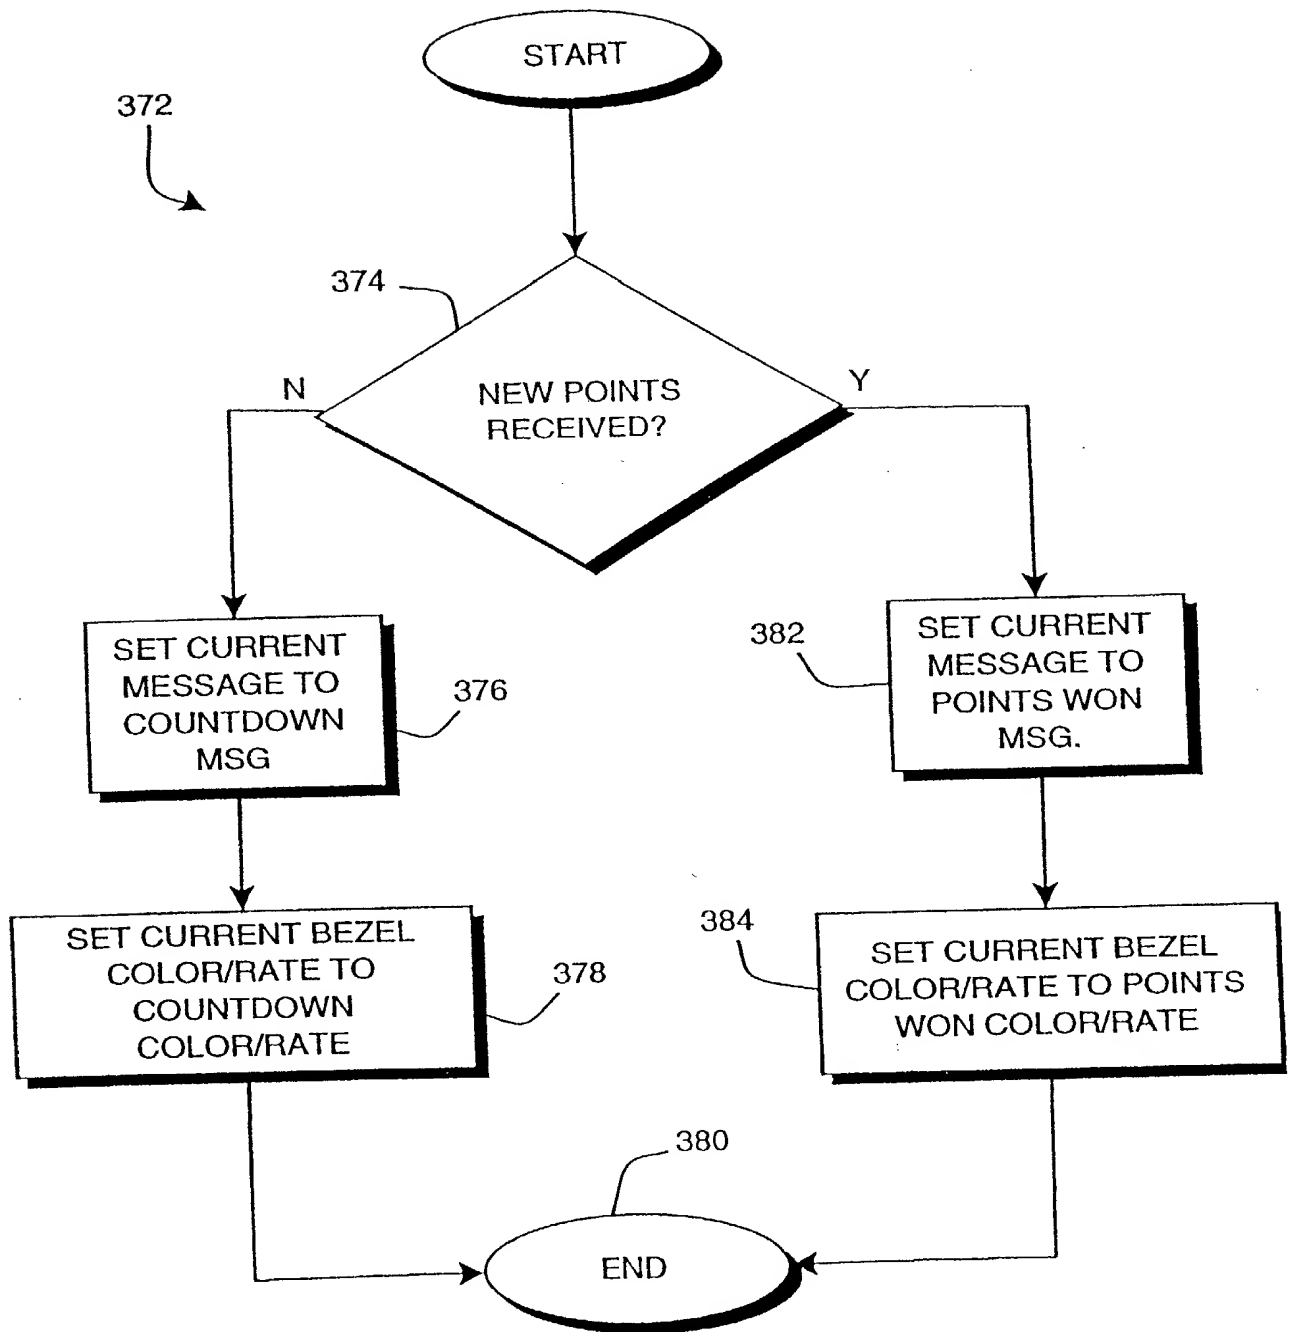 START
372
374
N
Y
NEW POINTS
RECEIVED?
SET CURRENT
MESSAGE TO
COUNTDOWN
MSG
376
382
SET CURRENT
MESSAGE TO
POINTS WON
MSG.
SET CURRENT BEZEL
COLOR/RATE TO
COUNTDOWN
COLOR/RATE
378
384
SET CURRENT BEZEL
COLOR/RATE TO POINTS
WON COLOR/RATE
380
END